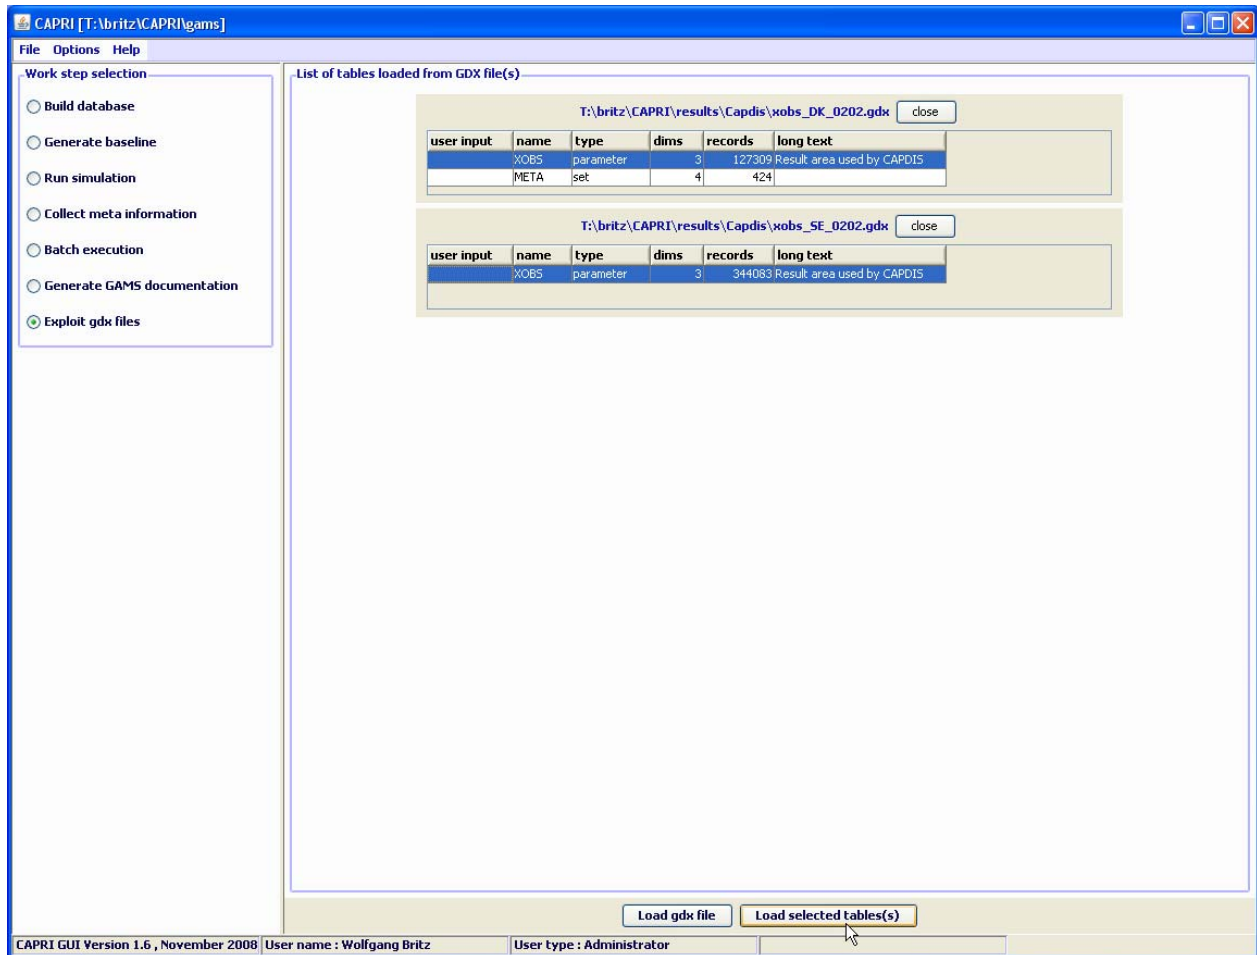 CAPRI [T:\britz\CAPRI\gams]
File Options Help
Work step selection
Build database
Generate baseline
Run simulation
Collect meta information
Batch execution
Generate GAMS documentation
Exploit gdx files
List of tables loaded from GDX file(s)
T:\britz\CAPRI\results\Capdis\xobs_DK_0202.gdx close
user input name type dims records long text
XOBS parameter 3 127309 Result area used by CAPDIS
META set 4 424
T:\britz\CAPRI\results\Capdis\xobs_SE_0202.gdx close
user input name type dims records long text
XOBS parameter 3 344083 Result area used by CAPDIS
Load gdx file Load selected tables(s)
CAPRI GUI Version 1.6 , November 2008 User name : Wolfgang Britz User type : Administrator